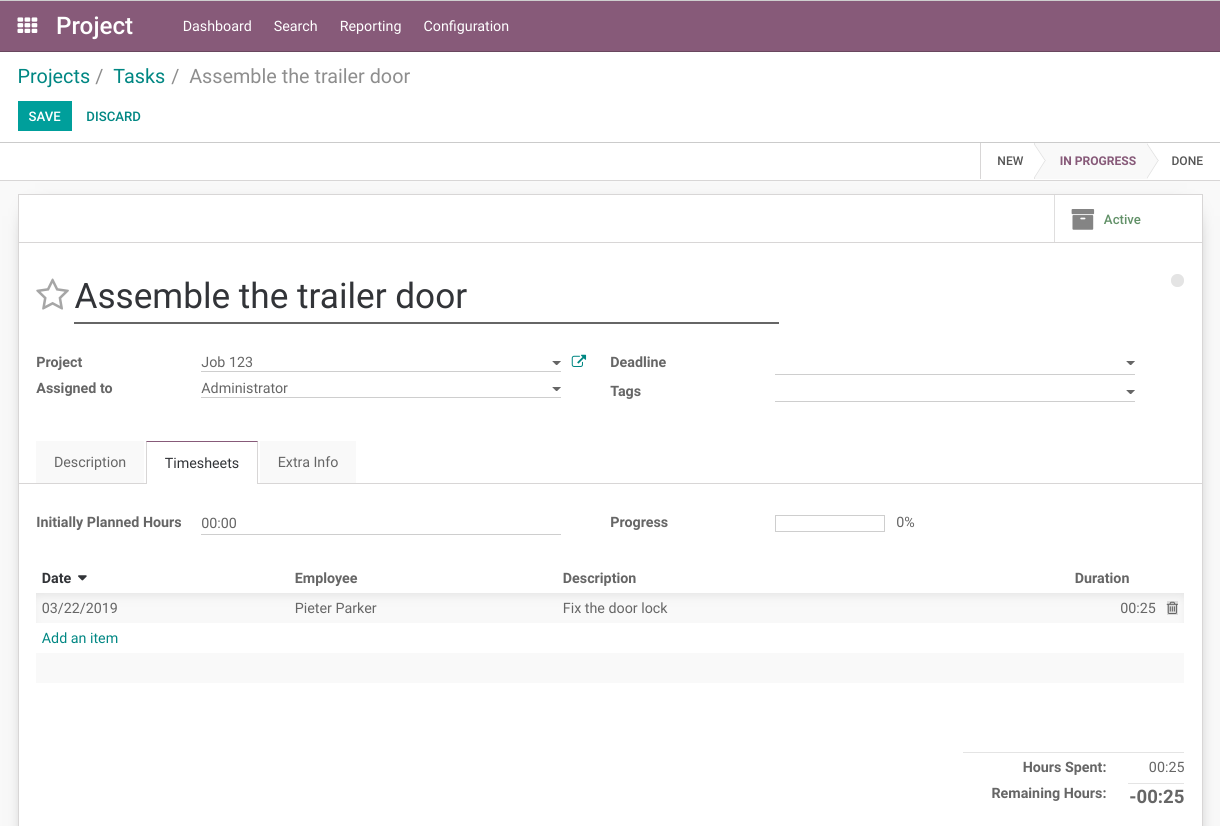 Project Dashboard Search Reporting Configuration
Projects / Tasks / Assemble the trailer door
SAVE DISCARD
NEW IN PROGRESS DONE
Active
Assemble the trailer door
Project Job 123 Deadline
Assigned to Administrator Tags
Description Timesheets Extra Info
Initially Planned Hours 00:00 Progress 0%
Date Employee Description Duration
03/22/2019 Pieter Parker Fix the door lock 00:25
Add an item
Hours Spent: 00:25
Remaining Hours: -00:25